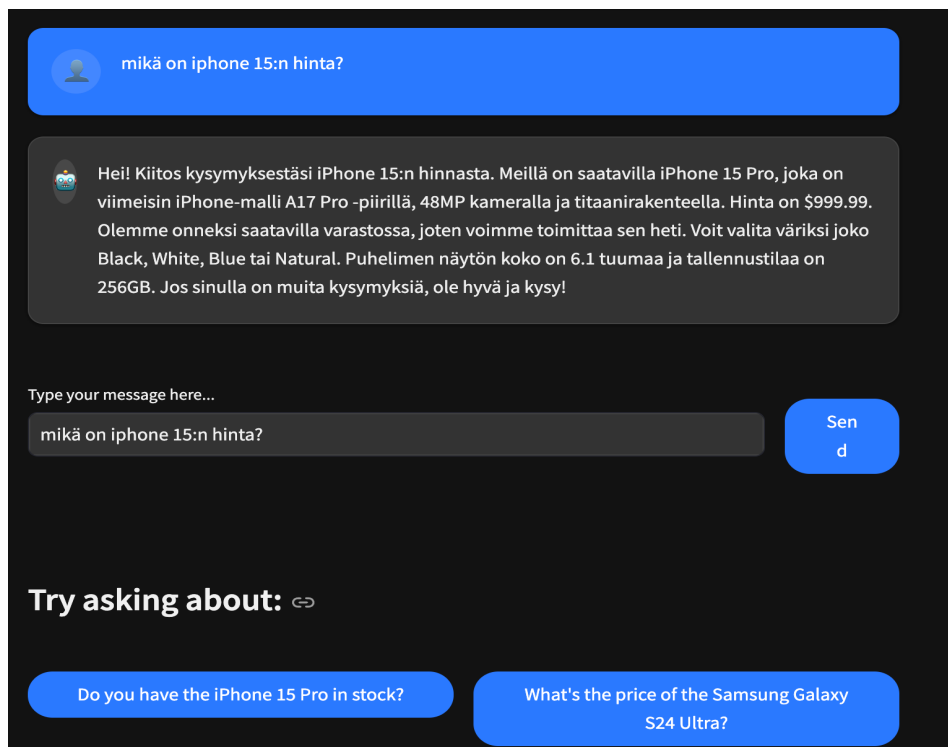 mikä on iphone 15:n hinta?
Hei! Kiitos kysymyksestäsi iPhone 15:n hinnasta. Meillä on saatavilla iPhone 15 Pro, joka on
viimeisin iPhone-malli A17 Pro -piirillä, 48MP kameralla ja titaanirakenteella. Hinta on $999.99.
Olemme onneksi saatavilla varastossa, joten voimme toimittaa sen heti. Voit valita väriksi joko
Black, White, Blue tai Natural. Puhelimen näytön koko on 6.1 tuumaa ja tallennustilaa on
256GB. Jos sinulla on muita kysymyksiä, ole hyvä ja kysy!
Type your message here...
mikä on iphone 15:n hinta?
Sen
d
Try asking about:
Do you have the iPhone 15 Pro in stock?
What's the price of the Samsung Galaxy
S24 Ultra?